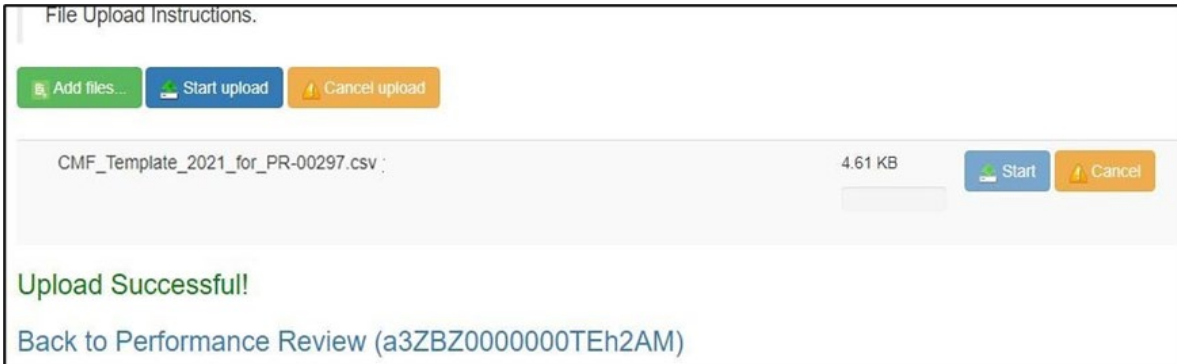 File Upload Instructions.
Add files... Start upload Cancel upload
CMF_Template_2021_for_PR-00297.csv 4.61 KB Start Cancel
Upload Successful!
Back to Performance Review (a3ZBZ0000000TEh2AM)